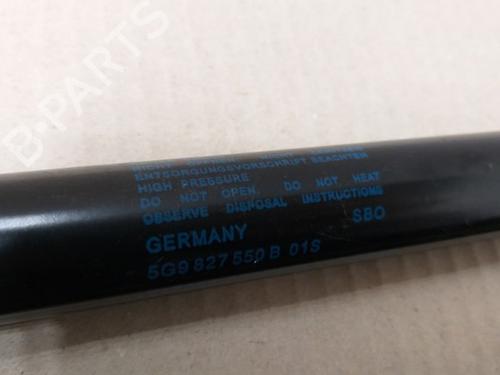 B-PARTS
NICHT
ENTSORGUNGSVORSCHRIFT BEACHTEN
HIGH PRESSURE
DO NOT OPEN. DO NOT HEAT
OBSERVE DISPOSAL INSTRUCTIONS
GERMANY SBO
5G9 827 550 B 01S